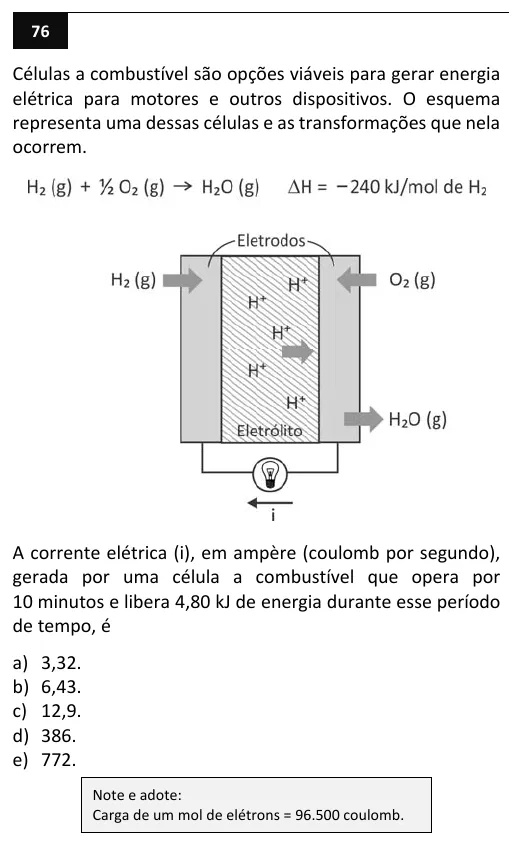 76
Células a combustível são opções viáveis para gerar energia
elétrica para motores e outros dispositivos. O esquema
representa uma dessas células e as transformações que nela
ocorrem.
H₂ (g) + ½ O₂ (g) → H₂O (g) ΔH = −240 kJ/mol de H₂
Eletrodos
H₂ (g)
O₂ (g)
H⁺
H⁺
H⁺
H⁺
H⁺
H₂O (g)
Eletrólito
i
A corrente elétrica (i), em ampère (coulomb por segundo),
gerada por uma célula a combustível que opera por
10 minutos e libera 4,80 kJ de energia durante esse período
de tempo, é
a) 3,32.
b) 6,43.
c) 12,9.
d) 386.
e) 772.
Note e adote:
Carga de um mol de elétrons = 96.500 coulomb.